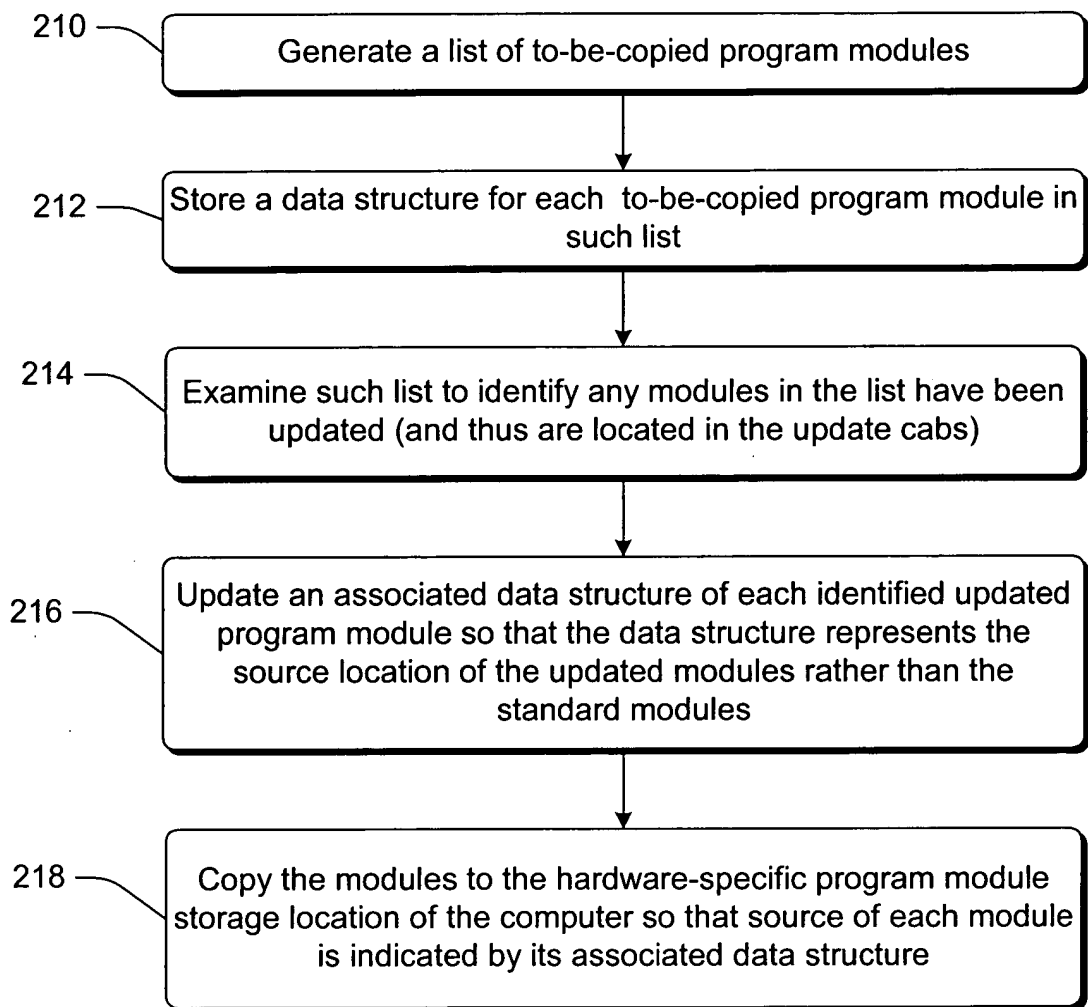 210
Generate a list of to-be-copied program modules
212
Store a data structure for each to-be-copied program module in
such list
214
Examine such list to identify any modules in the list have been
updated (and thus are located in the update cabs)
216
Update an associated data structure of each identified updated
program module so that the data structure represents the
source location of the updated modules rather than the
standard modules
218
Copy the modules to the hardware-specific program module
storage location of the computer so that source of each module
is indicated by its associated data structure